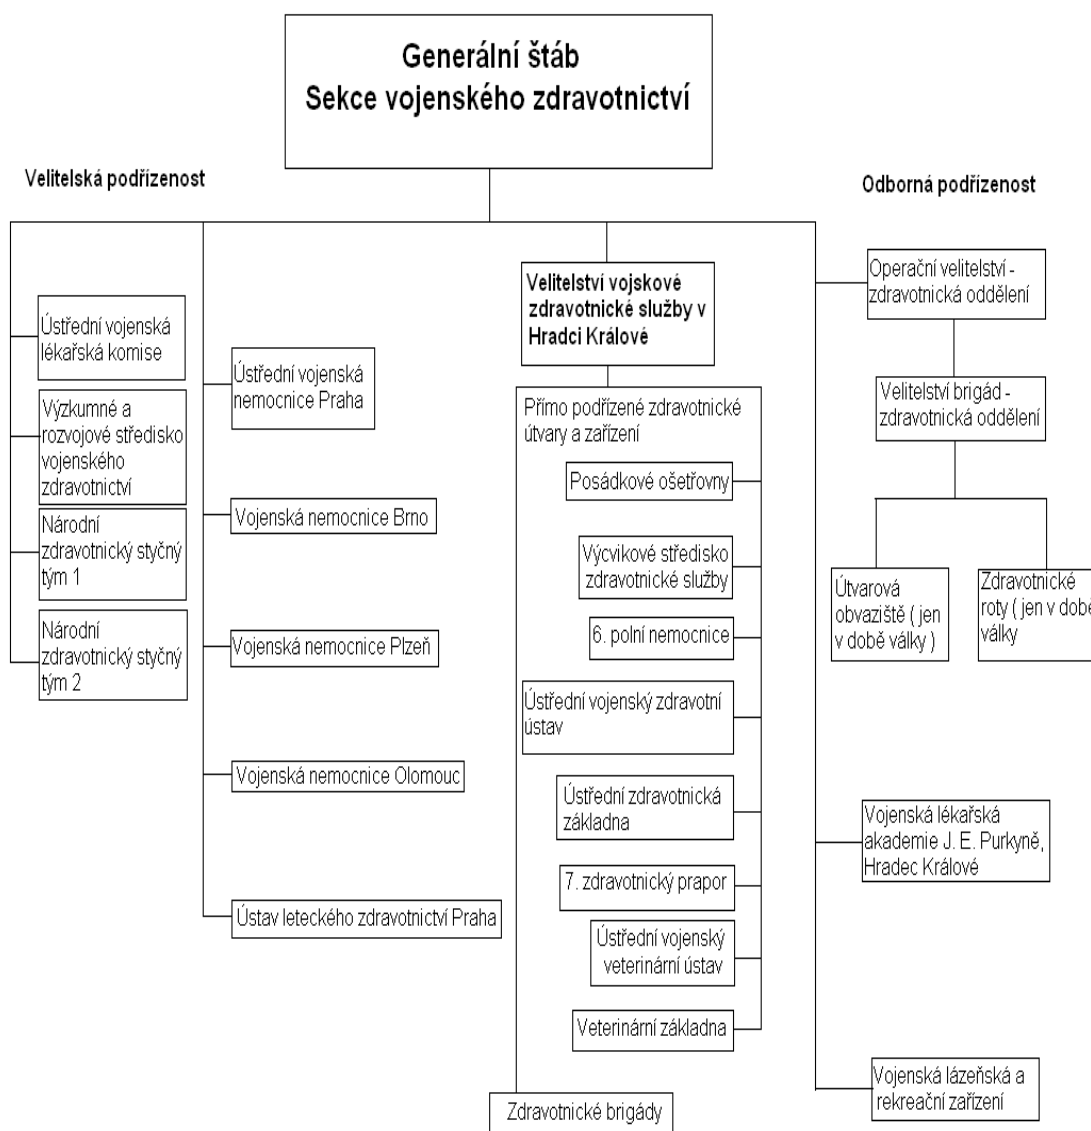 Generální štáb
Sekce vojenského zdravotnictví
Velitelská podřízenost
Odborná podřízenost
Ústřední vojenská
lékařská komise
Výzkumné a
rozvojové středisko
vojenského
zdravotnictví
Národní
zdravotnický styčný
tým 1
Národní
zdravotnický styčný
tým 2
Ústřední vojenská
nemocnice Praha
Vojenská nemocnice Brno
Vojenská nemocnice Plzeň
Vojenská nemocnice Olomouc
Ústav leteckého zdravotnictví Praha
Velitelství vojskové
zdravotnické služby v
Hradci Králové
Přímo podřízené zdravotnické
útvary a zařízení
Posádkové ošetřovny
Výcvikové středisko
zdravotnické služby
6. polní nemocnice
Ústřední vojenský zdravotní
ústav
Ústřední zdravotnická
základna
7. zdravotnický prapor
Ústřední vojenský
veterinární ústav
Veterinární základna
Zdravotnické brigády
Operační velitelství -
zdravotnická oddělení
Velitelství brigád -
zdravotnická oddělení
Útvarová
obvaziště ( jen
v době války )
Zdravotnické
roty ( jen v době
války
Vojenská lékařská
akademie J. E. Purkyně,
Hradec Králové
Vojenská lázeňská a
rekreační zařízení